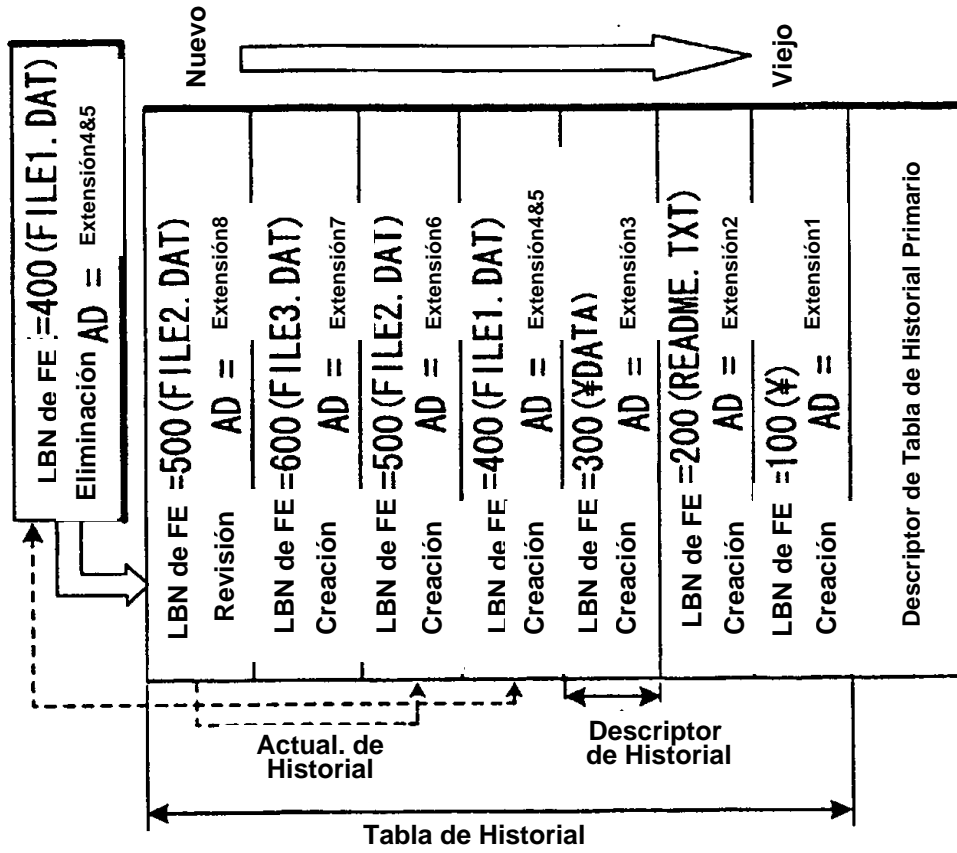 LBN de FE =400(FILE1.DAT)
Eliminación AD = Extensión4&5
Nuevo
Viejo
LBN de FE =500(FILE2.DAT)
Revisión AD = Extensión8
LBN de FE =600(FILE3.DAT)
Creación AD = Extensión7
LBN de FE =500(FILE2.DAT)
Creación AD = Extensión6
LBN de FE =400(FILE1.DAT)
Creación AD = Extensión4&5
LBN de FE =300(¥DATA)
Creación AD = Extensión3
LBN de FE =200(README.TXT)
Creación AD = Extensión2
LBN de FE =100(¥)
Creación AD = Extensión1
Descriptor de Tabla de Historial Primario
Actual. de
Historial
Descriptor
de Historial
Tabla de Historial